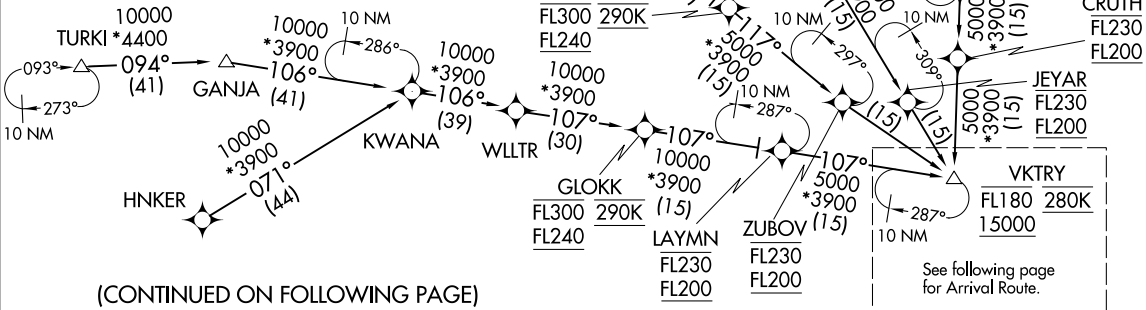 10000
TURKI *4400
094°
(41)
093°
273°
10 NM
GANJA
10000
*3900
106°
(41)
10 NM
286°
10000
*3900
106°
(39)
KWANA
10000
*3900
071°
(44)
HNKER
WLLTR
10000
*3900
107°
(30)
GLOKK
FL300 290K
FL240
107°
10000
*3900
(15)
FL300 290K
FL240
117°
5000
*3900
(15)
10 NM
287°
LAYMN
FL230
FL200
107°
5000
*3900
(15)
10 NM
297°
(15)
(15)
ZUBOV
FL230
FL200
10 NM
309°
(15)
JEYAR
FL230
FL200
*3900
(15)
CRUTH
FL230
FL200
5000
*3900
(15)
287°
10 NM
VKTRY
FL180 280K
15000
See following page
for Arrival Route.
(CONTINUED ON FOLLOWING PAGE)